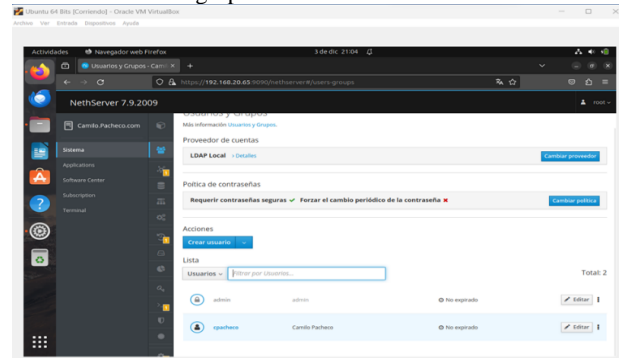 Ubuntu 64 Bits [Corriendo] - Oracle VM VirtualBox
Archivo Ver Entrada Dispositivos Ayuda
Actividades Navegador web Firefox 3 de dic 21:04
Usuarios y Grupos - Cami
https://192.168.20.65:9090/nethserver#/users-groups
NethServer 7.9.2009 root
Camilo.Pacheco.com
Sistema
Applications
Software Center
Subscription
Terminal
Usuarios y Grupos
Más información Usuarios y Grupos.
Proveedor de cuentas
LDAP Local Detalles Cambiar proveedor
Poítica de contraseñas
Requerir contraseñas seguras Forzar el cambio periódico de la contraseña Cambiar política
Acciones
Crear usuario
Lista
Usuarios Filtrar por Usuarios... Total: 2
admin admin No expirado Editar
cpacheco Camilo Pacheco No expirado Editar